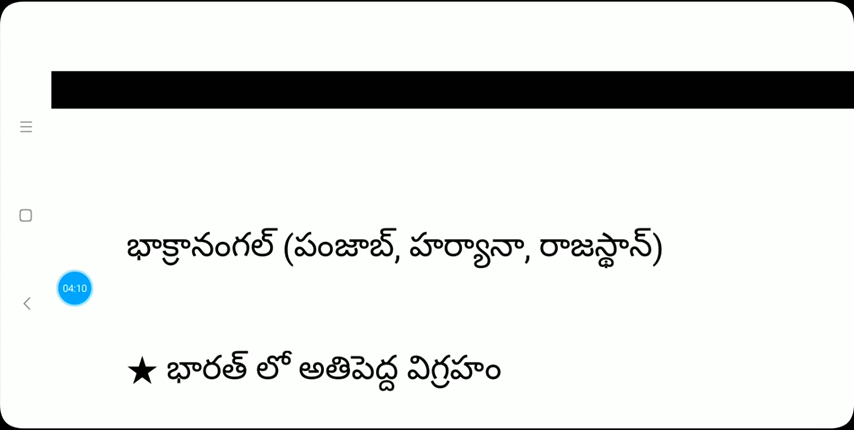 భాక్రానంగల్ (పంజాబ్, హర్యానా, రాజస్థాన్)
04:10
★ భారత్ లో అతిపెద్ద విగ్రహం